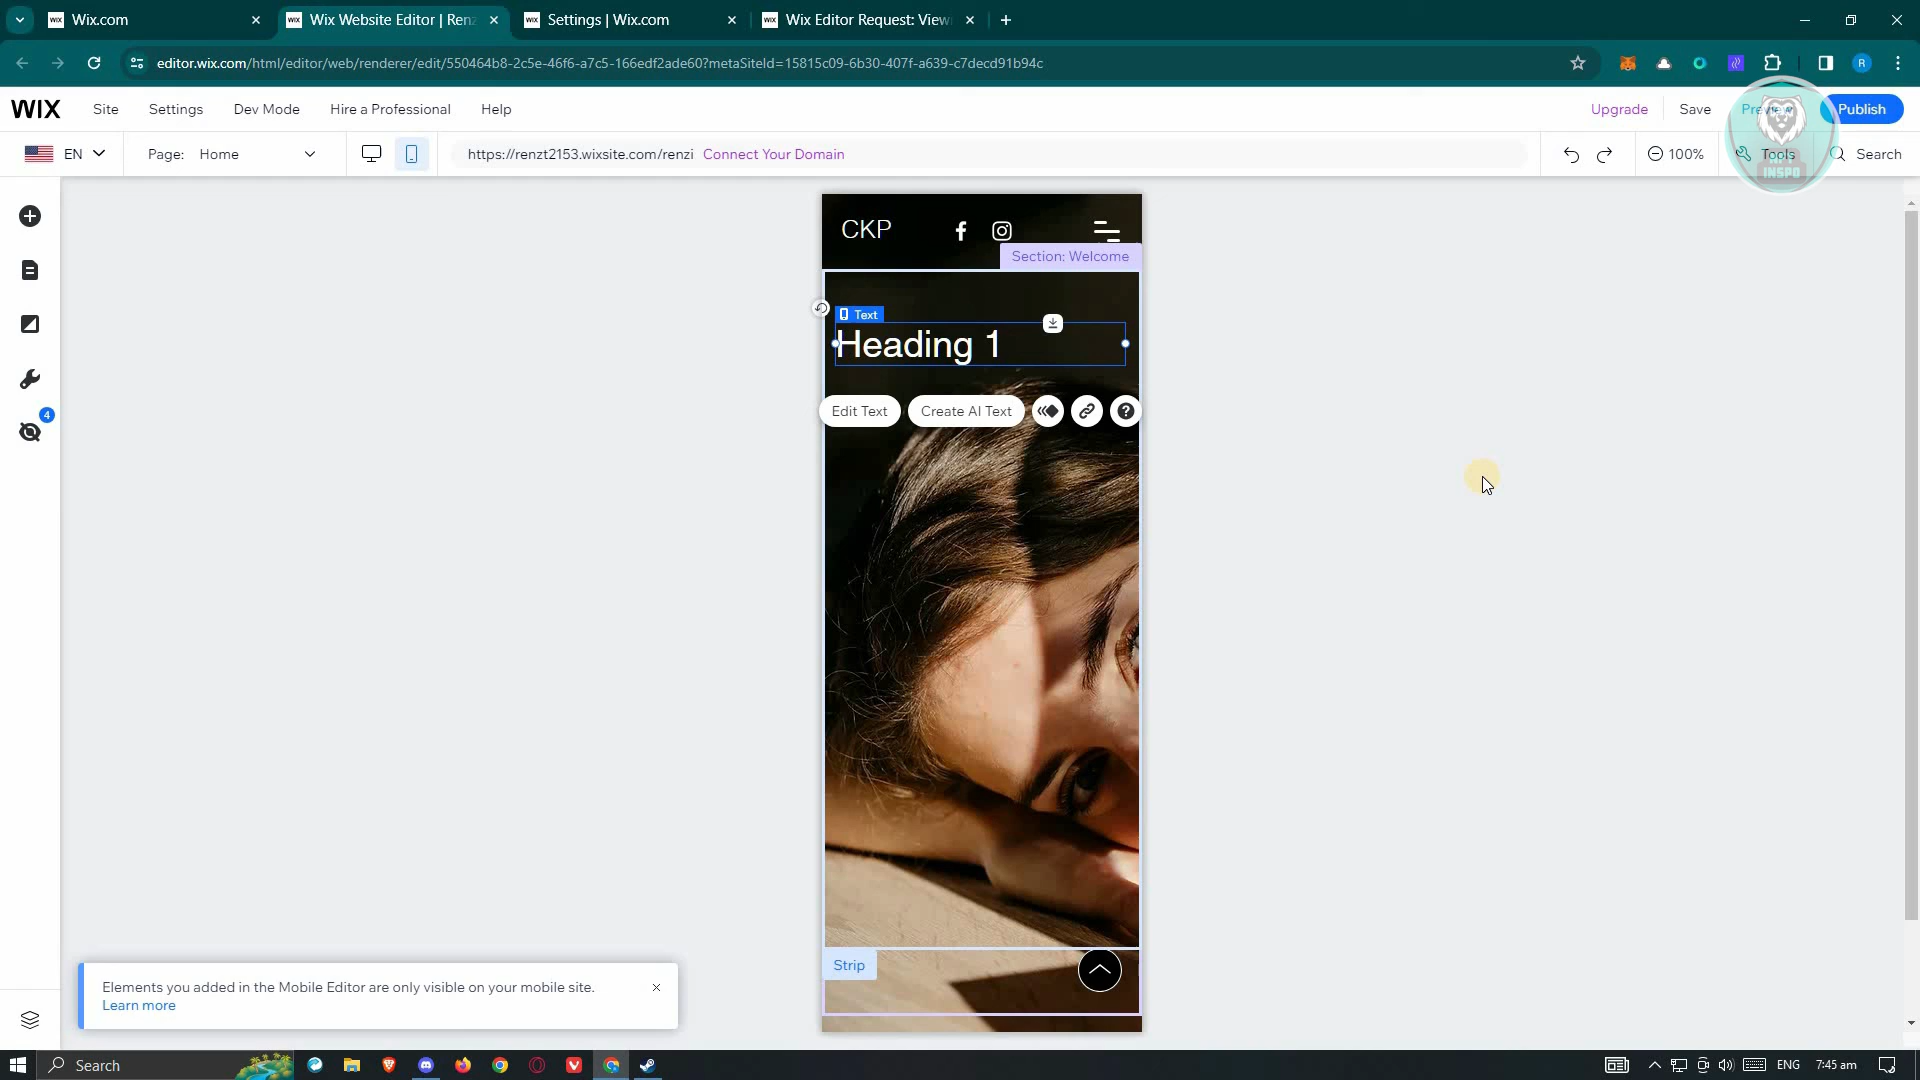 Wix.com
Wix Website Editor | Renz
Settings | Wix.com
Wix Editor Request: View
editor.wix.com/html/editor/web/renderer/edit/550464b8-2c5e-46f6-a7c5-166edf2ade60?metaSiteId=15815c09-6b30-407f-a639-c7decd91b94c
R
WIX
Site
Settings
Dev Mode
Hire a Professional
Help
Upgrade
Save
Preview
Publish
EN
Page: Home
https://renzt2153.wixsite.com/renzi
Connect Your Domain
100%
Tools
Search
INSPO
CKP
Section: Welcome
Text
Heading 1
Edit Text
Create AI Text
4
Strip
Elements you added in the Mobile Editor are only visible on your mobile site.
Learn more
Search
ENG
7:45 am